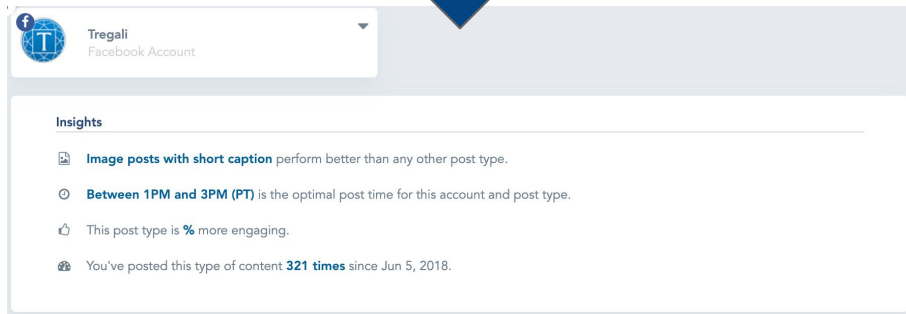 f
T
Tregali
Facebook Account
Insights
Image posts with short caption perform better than any other post type.
Between 1PM and 3PM (PT) is the optimal post time for this account and post type.
This post type is % more engaging.
You've posted this type of content 321 times since Jun 5, 2018.